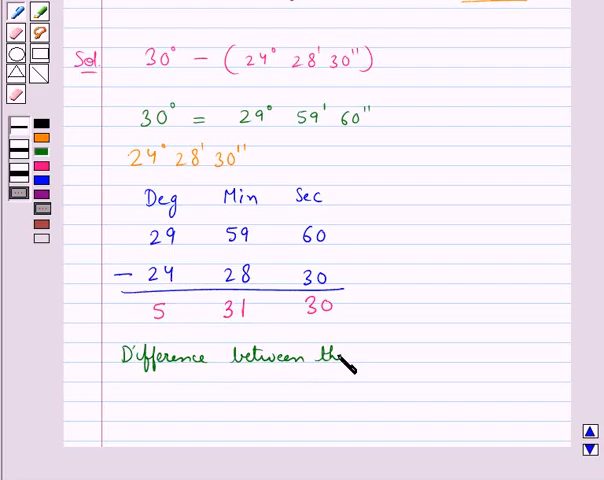 Sol. 30° - (24° 28' 30")
30° = 29° 59' 60"
24° 28' 30"
Deg Min Sec
29 59 60
- 24 28 30
5 31 30
Difference between the